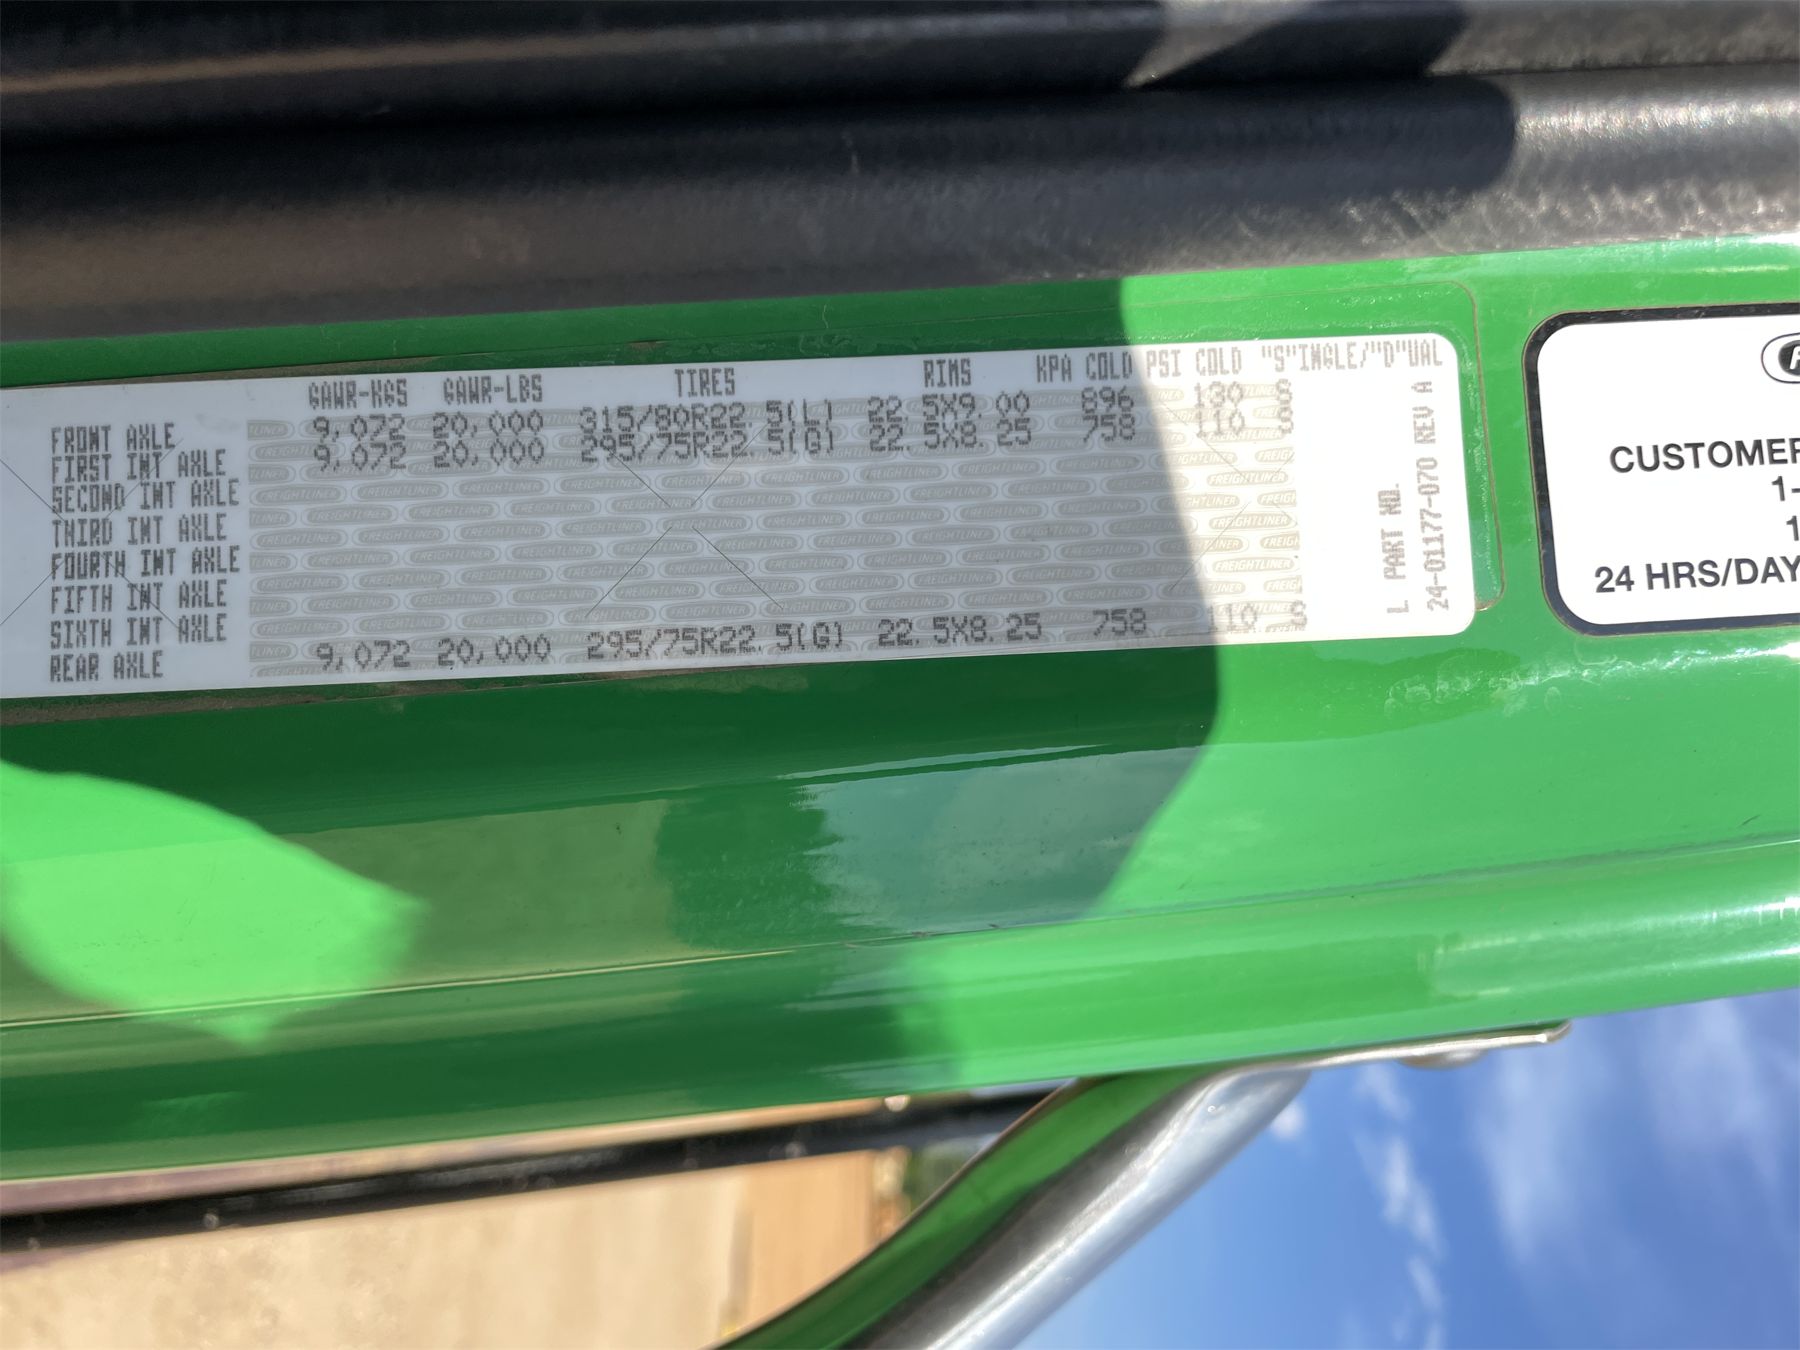 GAWR-KGS GAWR-LBS TIRES RIMS KPA COLD PSI COLD "S"INGLE/"D"UAL
FRONT AXLE 9,072 20,000 315/80R22.5(L) 22.5X9.00 896 130 S
FIRST INT AXLE 9,072 20,000 295/75R22.5(G) 22.5X8.25 758 110 S
SECOND INT AXLE
THIRD INT AXLE
FOURTH INT AXLE
FIFTH INT AXLE
SIXTH INT AXLE
REAR AXLE 9,072 20,000 295/75R22.5(G) 22.5X8.25 758 110 S
L PART NO.
24-01177-070 REV A
FREIGHTLINER
CUSTOMER
1-
1
24 HRS/DAY